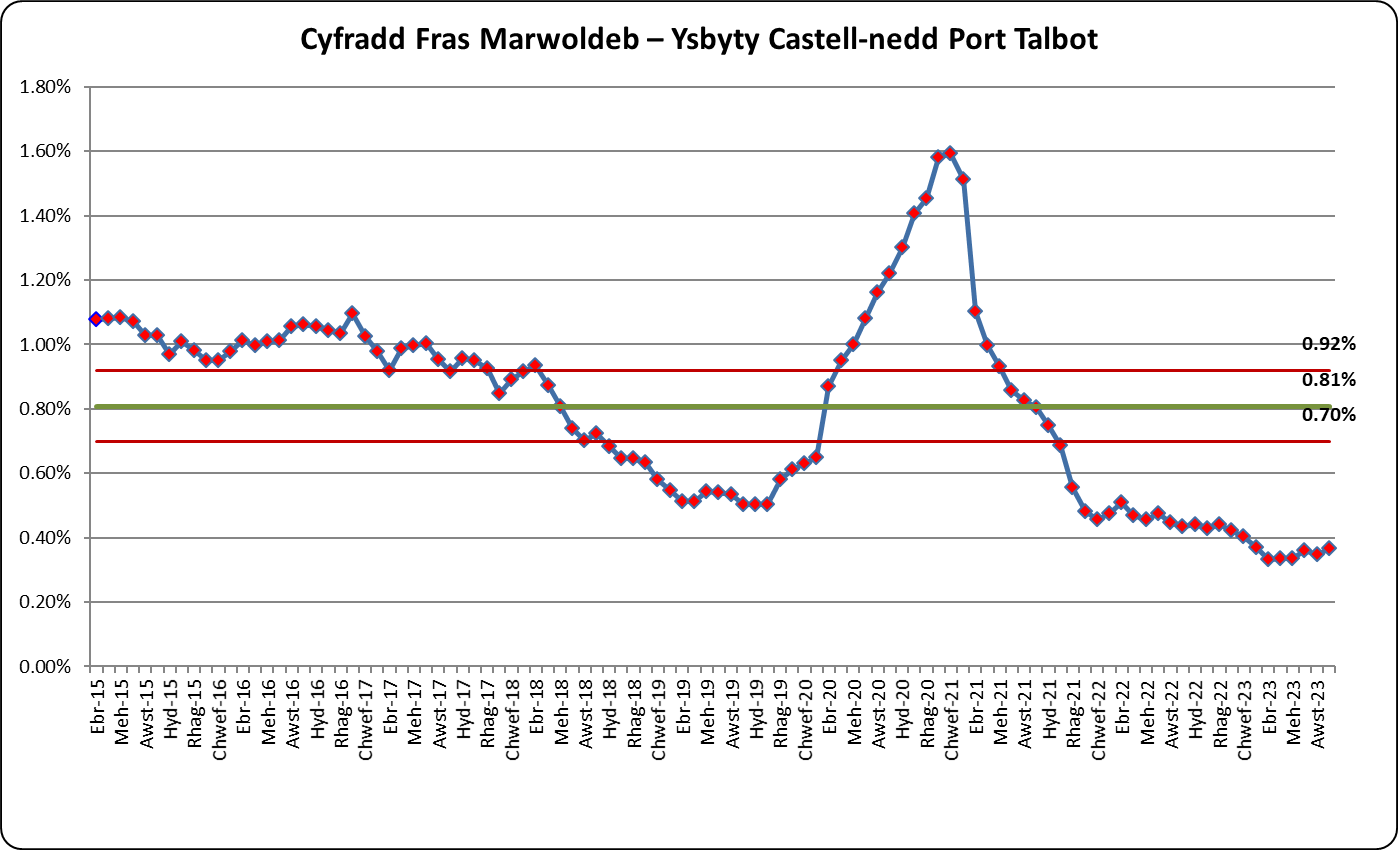 Cyfradd Fras Marwoldeb – Ysbyty Castell-nedd Port Talbot
1.80%
1.60%
1.40%
1.20%
1.00%
0.80%
0.60%
0.40%
0.20%
0.00%
0.92%
0.81%
0.70%
Ebr-15
Meh-15
Awst-15
Hyd-15
Rhag-15
Chwef-16
Ebr-16
Meh-16
Awst-16
Hyd-16
Rhag-16
Chwef-17
Ebr-17
Meh-17
Awst-17
Hyd-17
Rhag-17
Chwef-18
Ebr-18
Meh-18
Awst-18
Hyd-18
Rhag-18
Chwef-19
Ebr-19
Meh-19
Awst-19
Hyd-19
Rhag-19
Chwef-20
Ebr-20
Meh-20
Awst-20
Hyd-20
Rhag-20
Chwef-21
Ebr-21
Meh-21
Awst-21
Hyd-21
Rhag-21
Chwef-22
Ebr-22
Meh-22
Awst-22
Hyd-22
Rhag-22
Chwef-23
Ebr-23
Meh-23
Awst-23